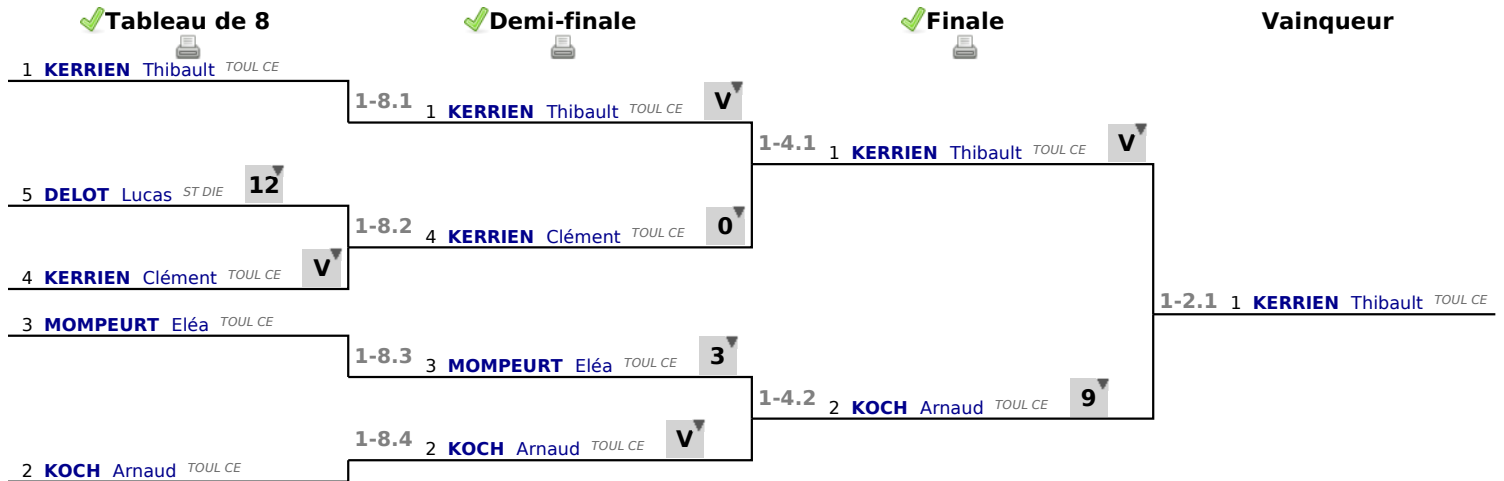 Tableau de 8 Demi-finale Finale Vainqueur
1 KERRIEN Thibault TOUL CE
1-8.1 1 KERRIEN Thibault TOUL CE V
1-4.1 1 KERRIEN Thibault TOUL CE V
5 DELOT Lucas ST DIE 12
1-8.2 4 KERRIEN Clément TOUL CE 0
4 KERRIEN Clément TOUL CE V
1-2.1 1 KERRIEN Thibault TOUL CE
3 MOMPEURT Eléa TOUL CE
1-8.3 3 MOMPEURT Eléa TOUL CE 3
1-4.2 2 KOCH Arnaud TOUL CE 9
1-8.4 2 KOCH Arnaud TOUL CE V
2 KOCH Arnaud TOUL CE